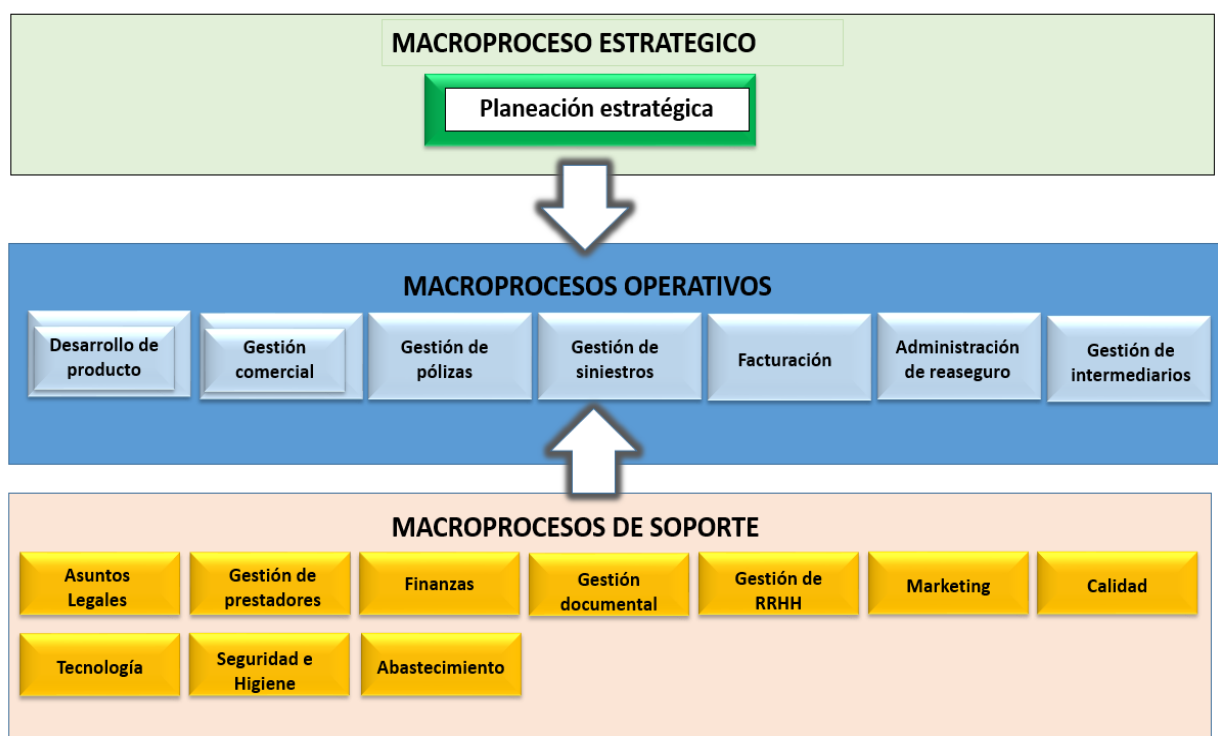 MACROPROCESO ESTRATEGICO
Planeación estratégica
MACROPROCESOS OPERATIVOS
Desarrollo de
producto
Gestión
comercial
Gestión de
pólizas
Gestión de
siniestros
Facturación
Administración
de reaseguro
Gestión de
intermediarios
MACROPROCESOS DE SOPORTE
Asuntos
Legales
Gestión de
prestadores
Finanzas
Gestión
documental
Gestión de
RRHH
Marketing
Calidad
Tecnología
Seguridad e
Higiene
Abastecimiento